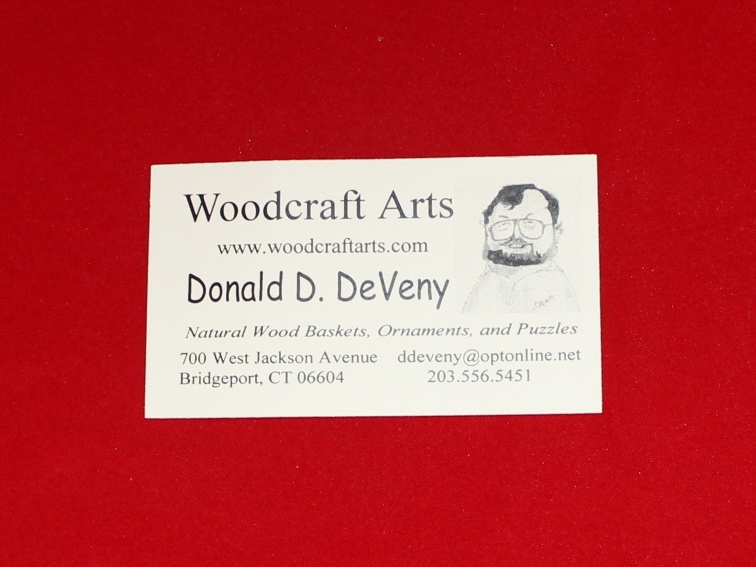 Woodcraft Arts
www.woodcraftarts.com
Donald D. DeVeny
Natural Wood Baskets, Ornaments, and Puzzles
700 West Jackson Avenue ddeveny@optonline.net
Bridgeport, CT 06604 203.556.5451